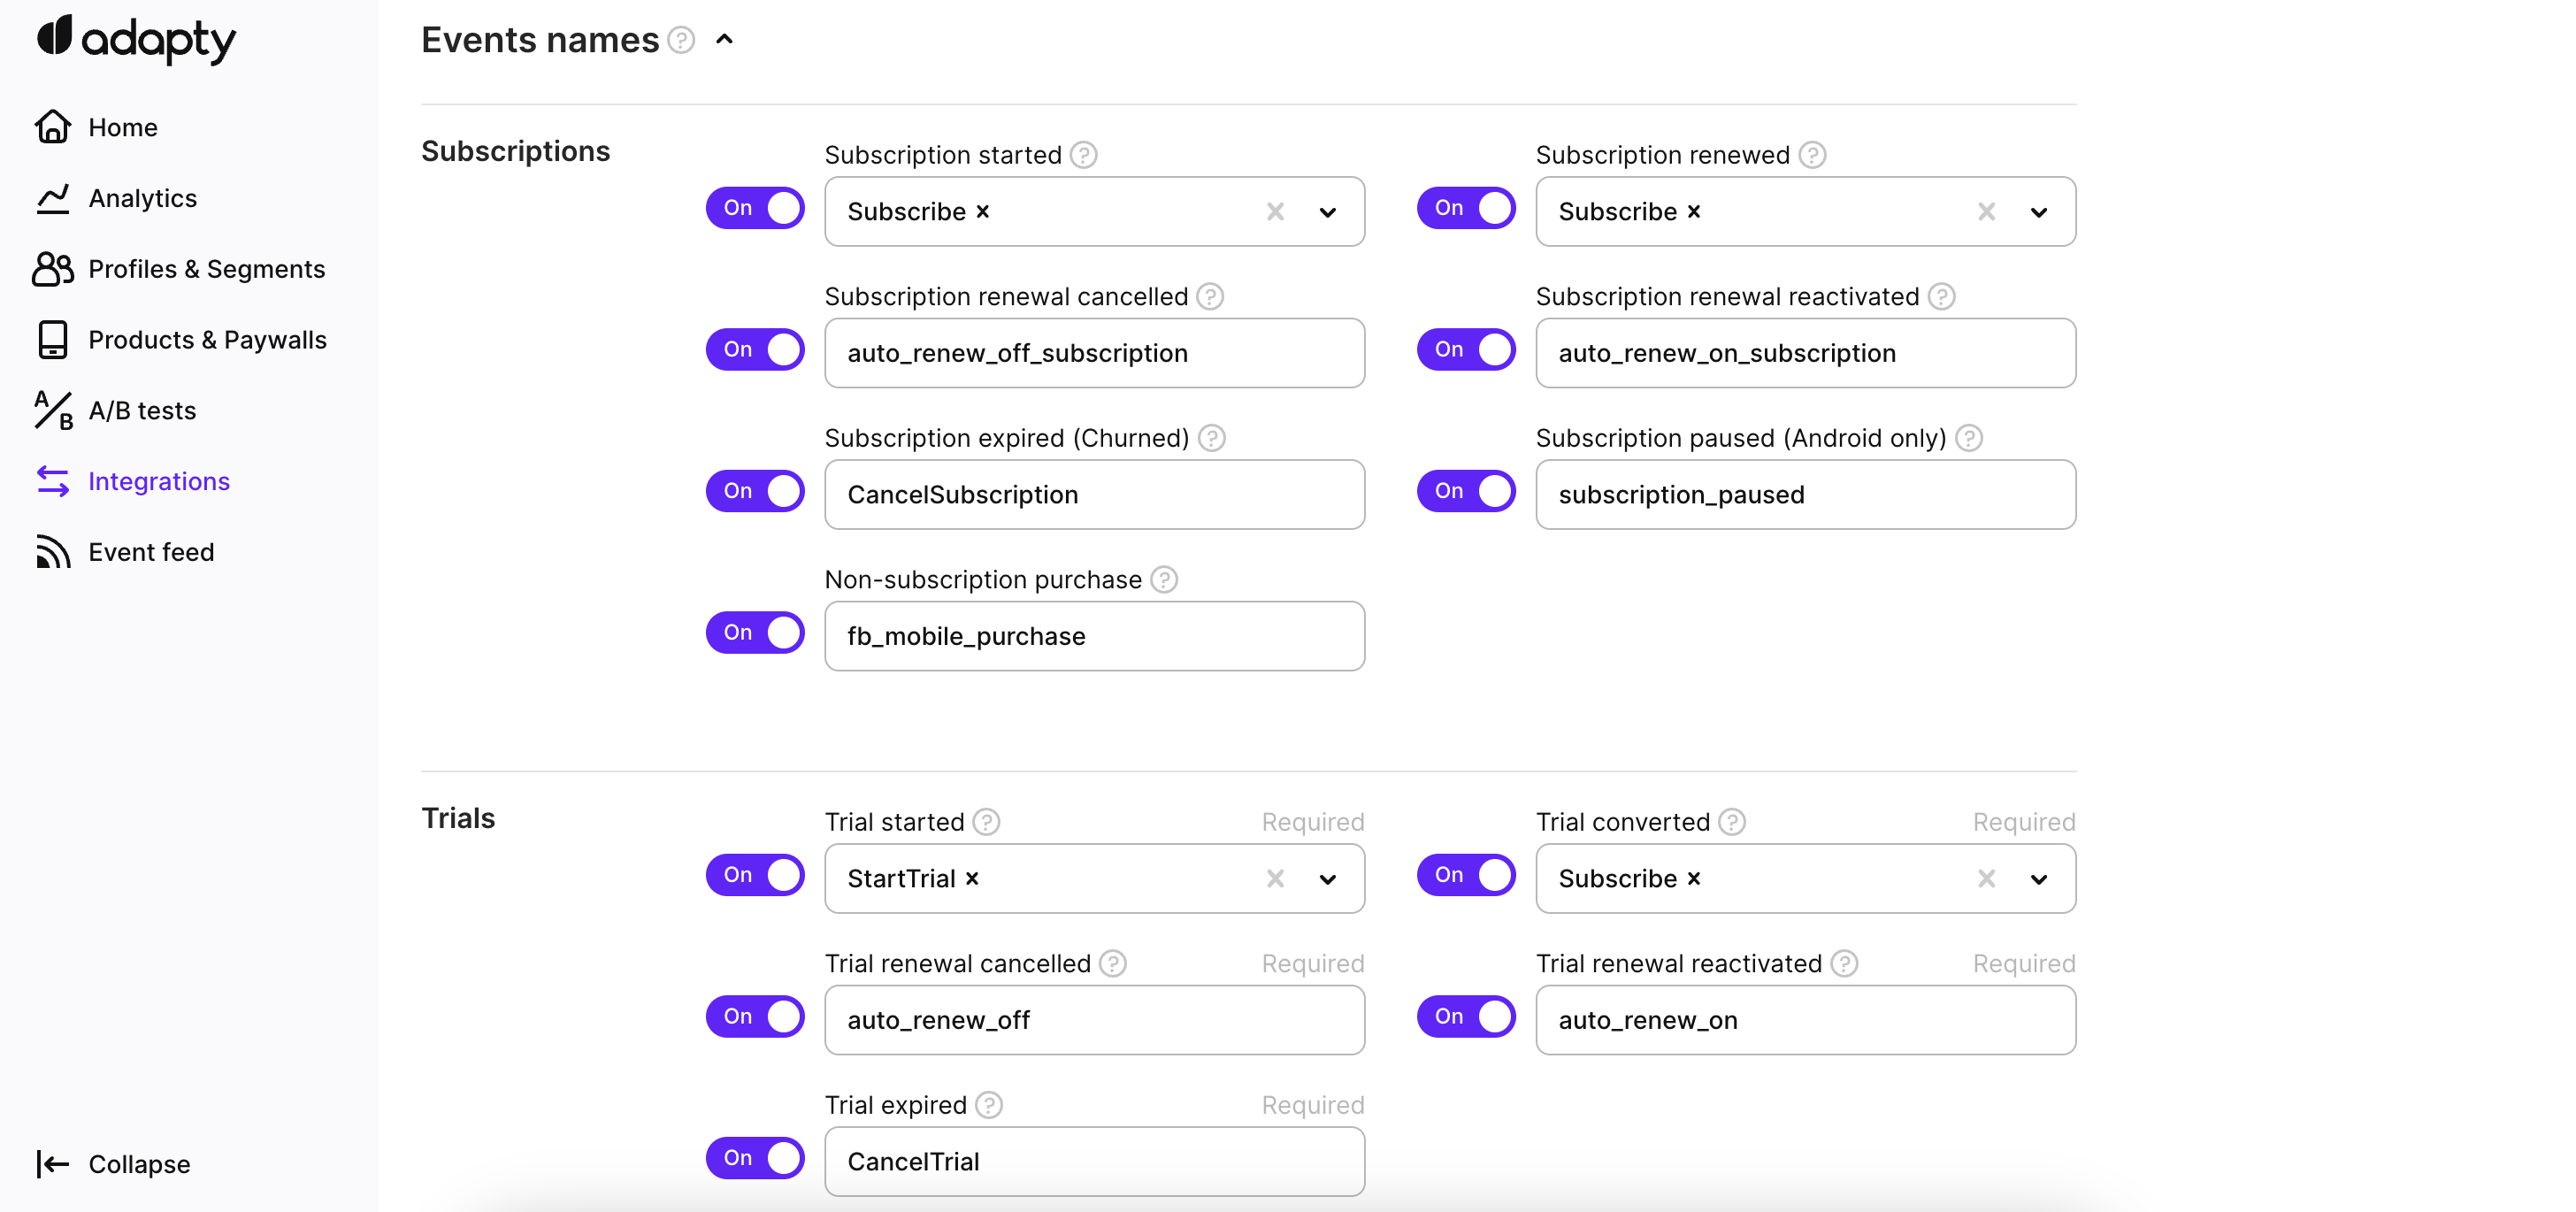 adapty
Home
Analytics
Profiles & Segments
Products & Paywalls
A/B tests
Integrations
Event feed
Collapse
Events names ?
Subscriptions
Subscription started ?
On Subscribe ×
Subscription renewed ?
On Subscribe ×
Subscription renewal cancelled ?
On auto_renew_off_subscription
Subscription renewal reactivated ?
On auto_renew_on_subscription
Subscription expired (Churned) ?
On CancelSubscription
Subscription paused (Android only) ?
On subscription_paused
Non-subscription purchase ?
On fb_mobile_purchase
Trials
Trial started ? Required
On StartTrial ×
Trial converted ? Required
On Subscribe ×
Trial renewal cancelled ? Required
On auto_renew_off
Trial renewal reactivated ? Required
On auto_renew_on
Trial expired ? Required
On CancelTrial